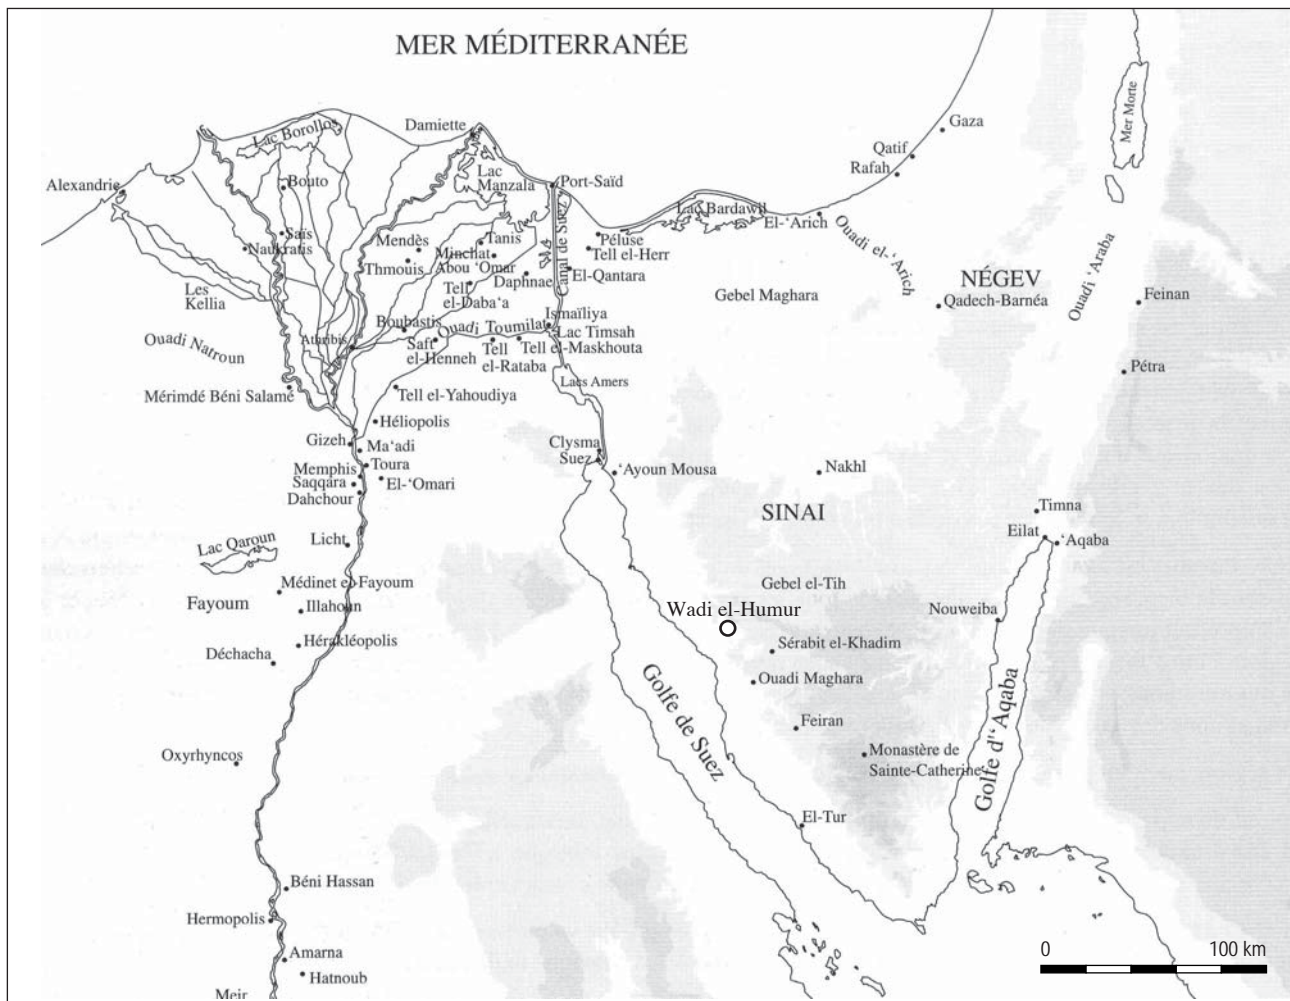 MER MÉDITERRANÉE
Mer Morte
Gaza
Damiette
Lac Borollos
Qatif
Rafah
Lac
Manzala
Alexandrie
Bouto
Port-Saïd
Lac Bardawil
El-‘Arich
Ouadi el-‘Arich
Canal de Suez
Saïs
Naukratis
Mendès
Tanis
Péluse
Minchat
Abou ‘Omar
Tell el-Herr
Thmouis
El-Qantara
NÉGEV
Ouadi ‘Araba
Daphnae
Les
Kellia
Tell
el-Daba‘a
Gebel Maghara
Qadech-Barnéa
Feinan
Boubastis
Ismaïliya
Ouadi Toumilat
Lac Timsah
Athribis
Ouadi Natroun
Saft
el-Henneh
Tell
el-Rataba
Tell el-Maskhouta
Pétra
Lacs Amers
Mérimdé Béni Salamé
Tell el-Yahoudiya
Héliopolis
Gizeh
Ma‘adi
Clysma
Suez
Memphis
Toura
Saqqâra
El-‘Omari
Dahchour
‘Ayoun Mousa
Nakhl
SINAI
Timna
Eilat
‘Aqaba
Licht
Lac Qaroun
Gebel el-Tih
Médinet el-Fayoum
Fayoum
Illahoun
Wadi el-Humur
Nouweiba
Hérakléopolis
Sérabit el-Khadim
Déchacha
Ouadi Maghara
Golfe de Suez
Golfe d'‘Aqaba
Feiran
Oxyrhyncos
Monastère de
Sainte-Catherine
El-Tur
Béni Hassan
Hermopolis
Amarna
Hatnoub
Meir
0 100 km